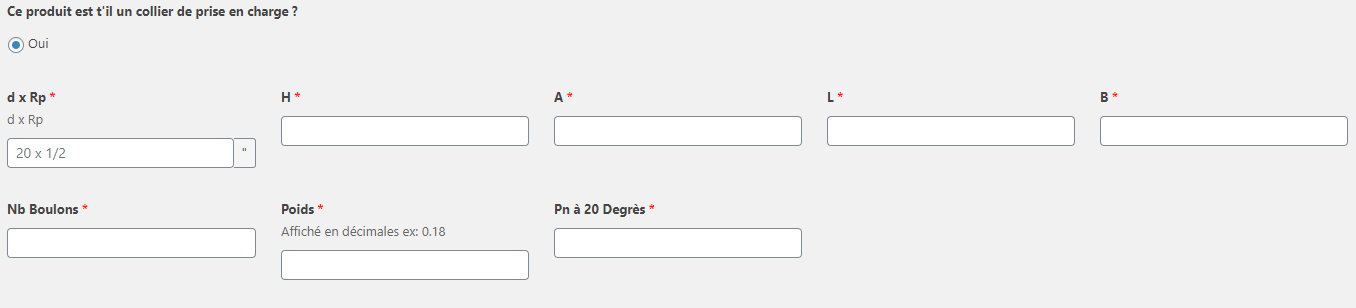 Ce produit est t'il un collier de prise en charge ?
Oui
d x Rp *
H *
A *
L *
B *
d x Rp
20 x 1/2
"
Nb Boulons *
Poids *
Pn à 20 Degrès *
Affiché en décimales ex: 0.18